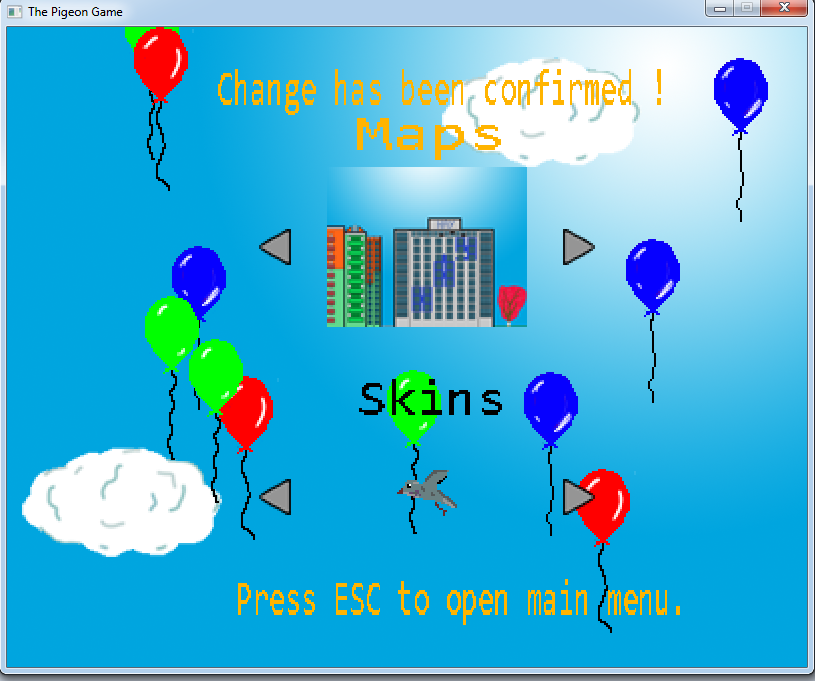 The Pigeon Game
Change has been confirmed !
Maps
Skins
Press ESC to open main menu.